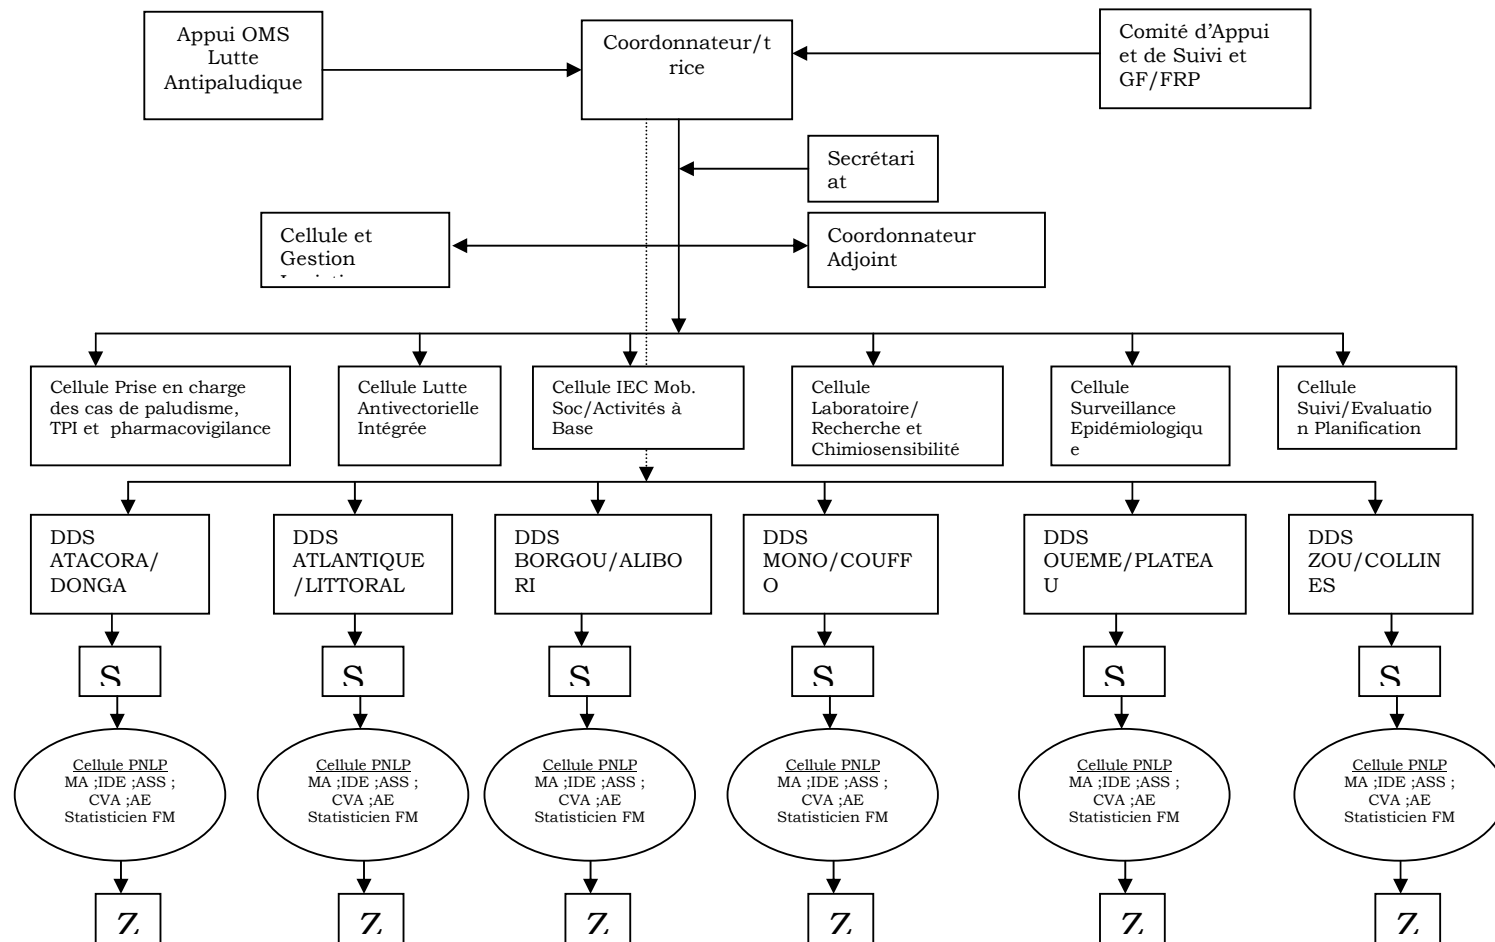 Appui OMS
Lutte
Antipaludique
Coordonnateur/t
rice
Comité d’Appui
et de Suivi et
GF/FRP
Secrétari
at
Cellule et
Gestion
Coordonnateur
Adjoint
Cellule Prise en charge
des cas de paludisme,
TPI et pharmacovigilance
Cellule Lutte
Antivectorielle
Intégrée
Cellule IEC Mob.
Soc/Activités à
Base
Cellule
Laboratoire/
Recherche et
Chimiosensibilité
Cellule
Surveillance
Epidémiologiqu
e
Cellule
Suivi/Evaluatio
n Planification
DDS
ATACORA/
DONGA
DDS
ATLANTIQUE
/LITTORAL
DDS
BORGOU/ALIBO
RI
DDS
MONO/COUFF
O
DDS
OUEME/PLATEA
U
DDS
ZOU/COLLIN
ES
S
S
S
S
S
S
Cellule PNLP
MA ;IDE ;ASS ;
CVA ;AE
Statisticien FM
Cellule PNLP
MA ;IDE ;ASS ;
CVA ;AE
Statisticien FM
Cellule PNLP
MA ;IDE ;ASS ;
CVA ;AE
Statisticien FM
Cellule PNLP
MA ;IDE ;ASS ;
CVA ;AE
Statisticien FM
Cellule PNLP
MA ;IDE ;ASS ;
CVA ;AE
Statisticien FM
Cellule PNLP
MA ;IDE ;ASS ;
CVA ;AE
Statisticien FM
Z
Z
Z
Z
Z
Z